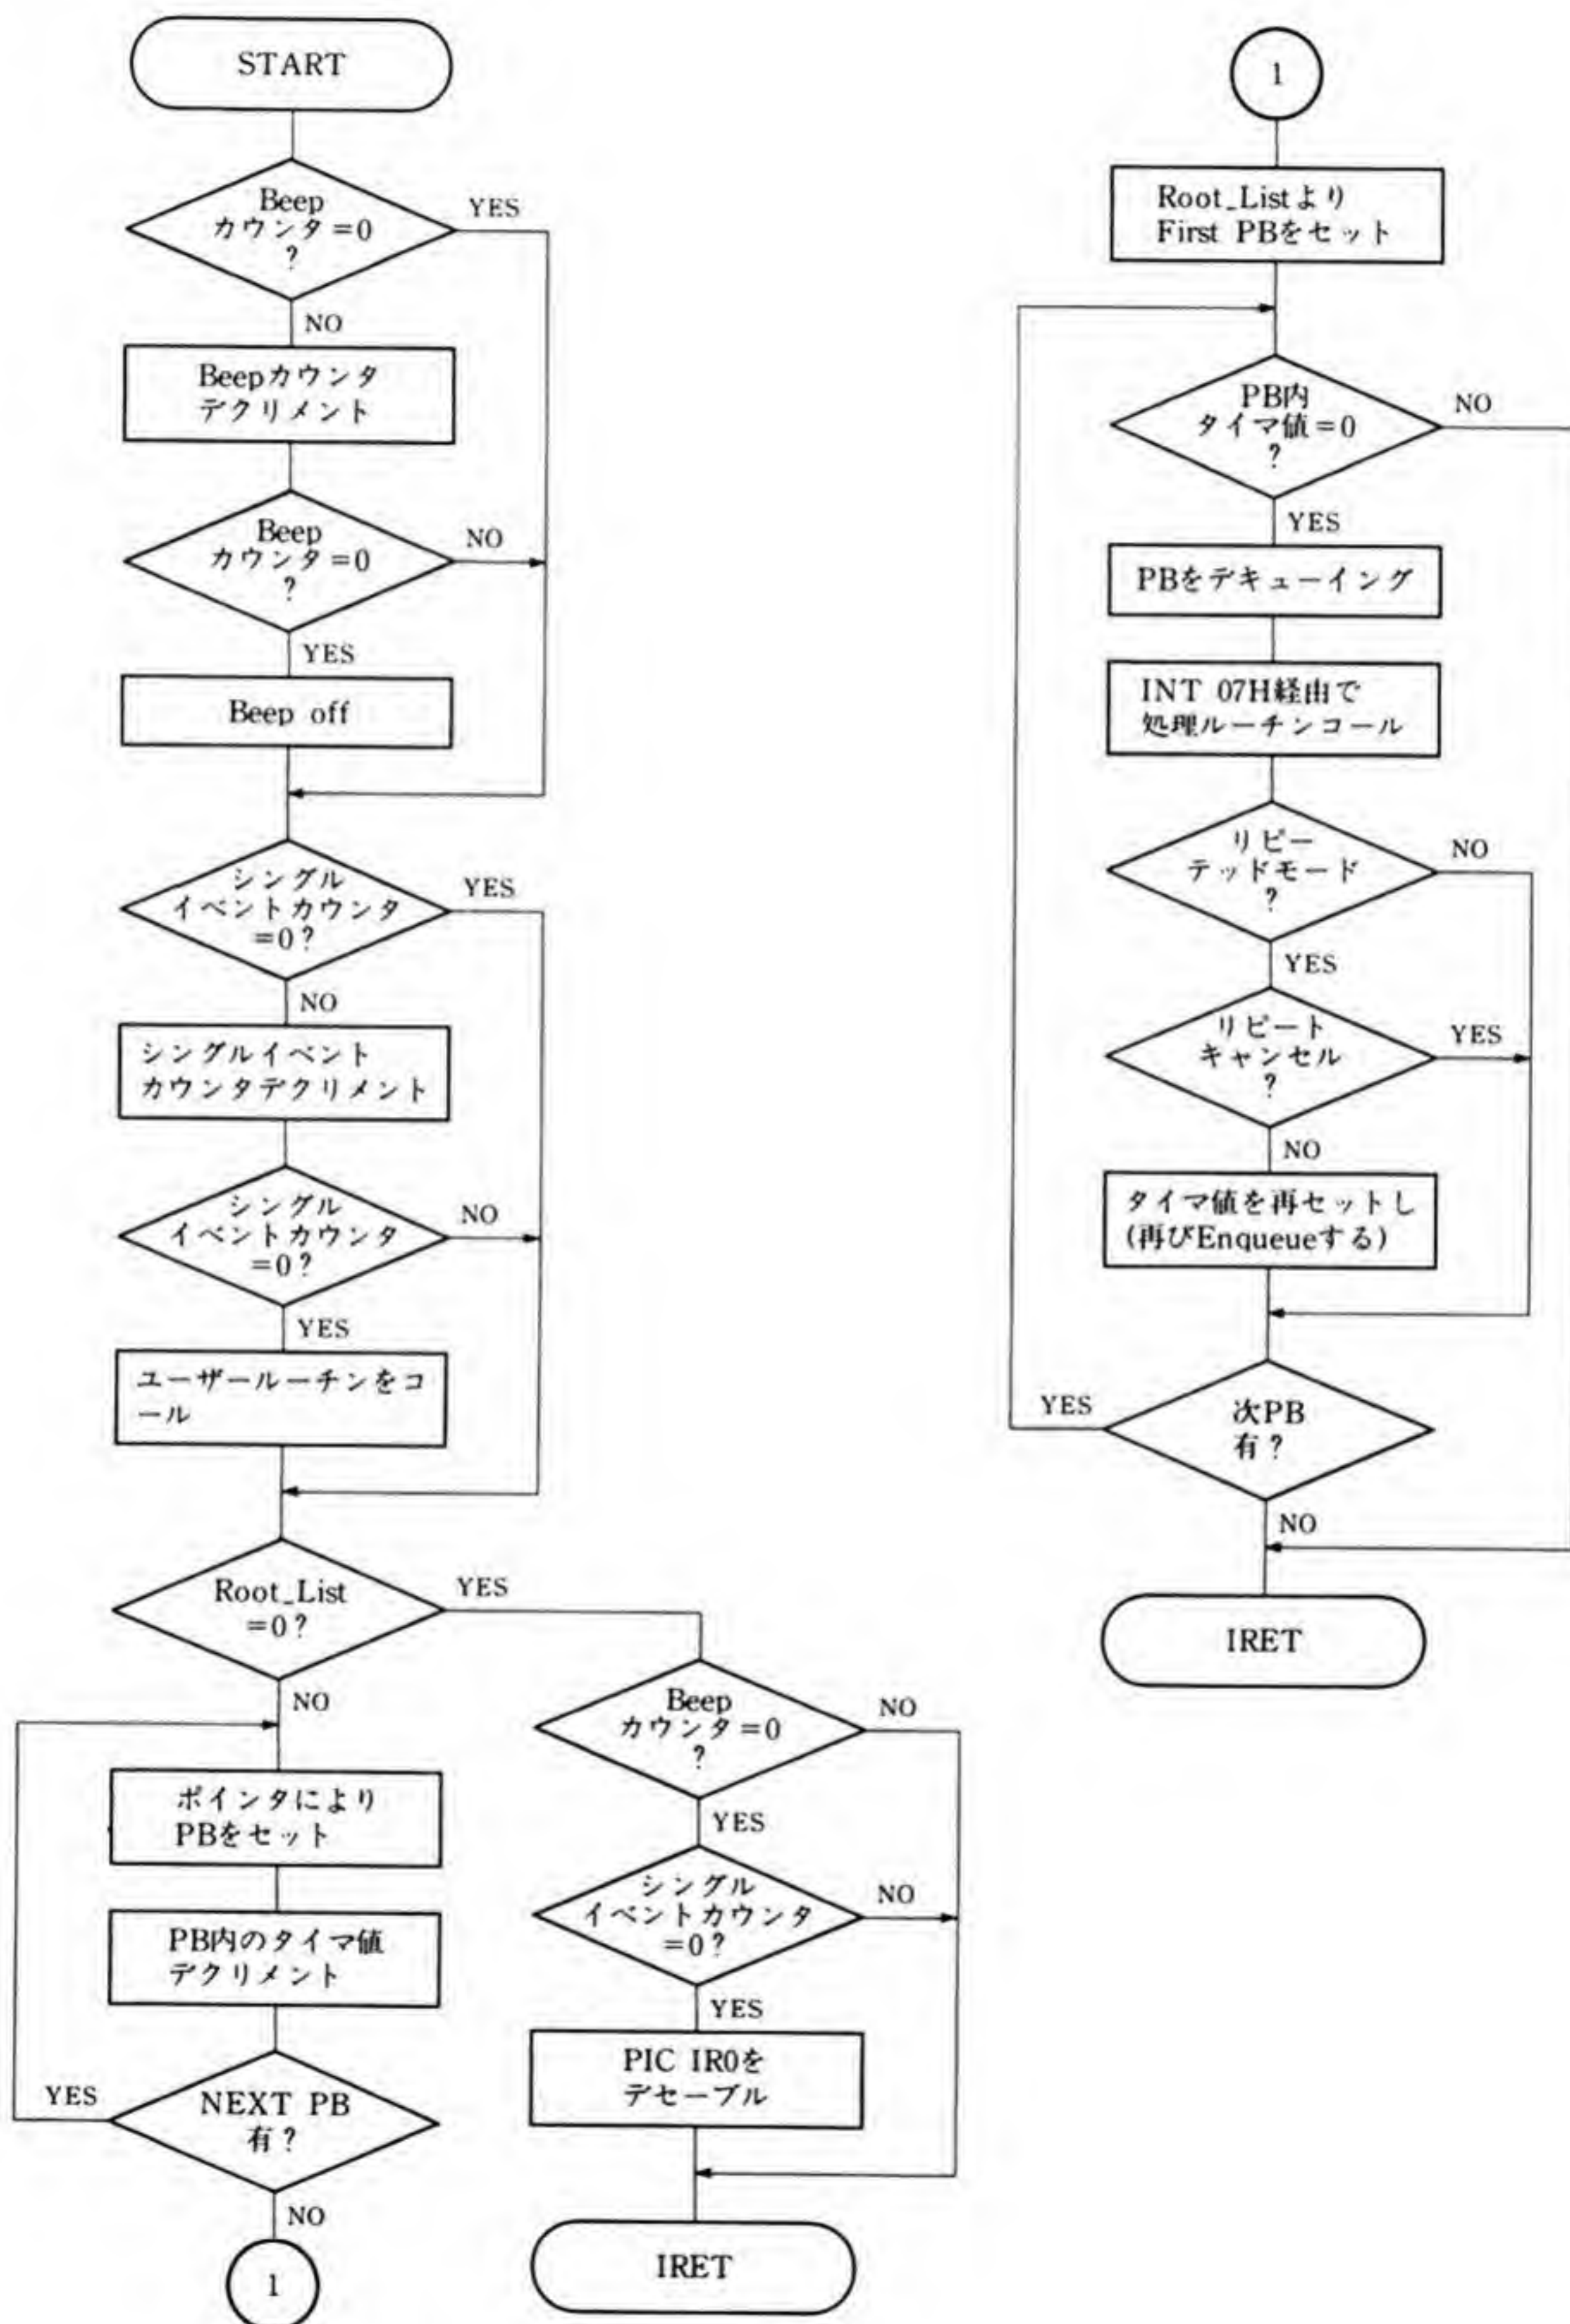 START
Beep
カウンタ=0
?
YES
NO
Beepカウンタ
デクリメント
Beep
カウンタ=0
?
NO
YES
Beep off
シングル
イベントカウンタ
=0?
YES
NO
シングルイベント
カウンタデクリメント
シングル
イベントカウンタ
=0?
NO
YES
ユーザールーチンをコ
ール
Root_List
=0?
YES
NO
ポインタにより
PBをセット
PB内のタイマ値
デクリメント
YES
NEXT PB
有?
NO
1
Beep
カウンタ=0
?
NO
YES
シングル
イベントカウンタ
=0?
NO
YES
PIC IR0を
デセーブル
IRET
1
Root_Listより
First PBをセット
PB内
タイマ値=0
?
NO
YES
PBをデキューイング
INT 07H経由で
処理ルーチンコール
リピー
テッドモード
?
NO
YES
リピート
キャンセル
?
YES
NO
タイマ値を再セットし
(再びEnqueueする)
YES
次PB
有?
NO
IRET